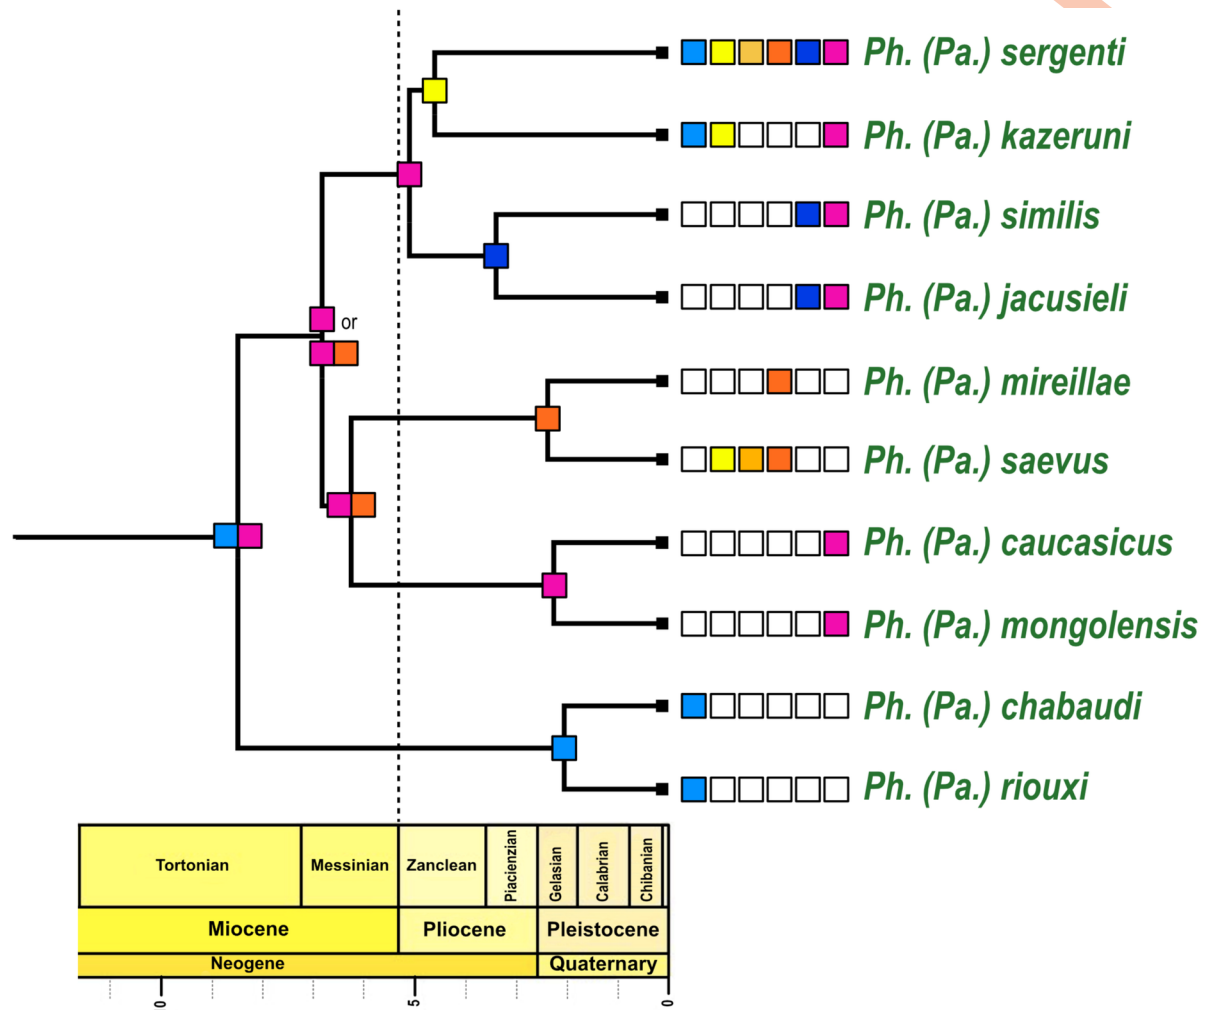 Ph. (Pa.) sergenti
Ph. (Pa.) kazeruni
Ph. (Pa.) similis
Ph. (Pa.) jacusieli
or
Ph. (Pa.) mireillae
Ph. (Pa.) saevus
Ph. (Pa.) caucasicus
Ph. (Pa.) mongolensis
Ph. (Pa.) chabaudi
Ph. (Pa.) riouxi
Tortonian Messinian Zanclean Piacienzian Gelasian Calabrian Chibanian
Miocene Pliocene Pleistocene
Neogene Quaternary
0 5 0